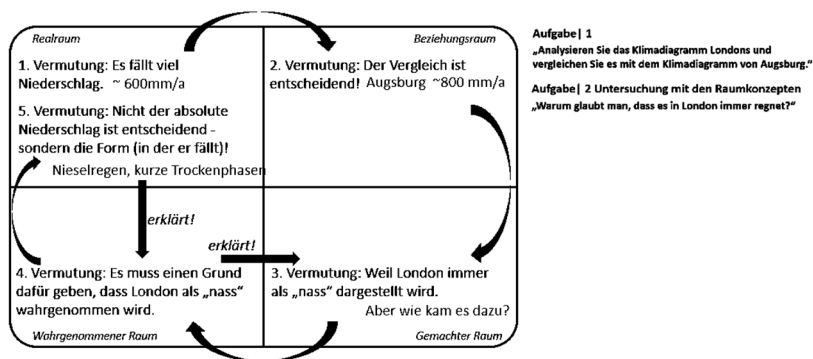 Realraum
1. Vermutung: Es fällt viel
Niederschlag. ~ 600mm/a
5. Vermutung: Nicht der absolute
Niederschlag ist entscheidend -
sondern die Form (in der er fällt)!
Nieselregen, kurze Trockenphasen
Beziehungsraum
2. Vermutung: Der Vergleich ist
entscheidend! Augsburg ~800 mm/a
erklärt!
erklärt!
4. Vermutung: Es muss einen Grund
dafür geben, dass London als „nass“
wahrgenommen wird.
Wahrgenommener Raum
3. Vermutung: Weil London immer
als „nass“ dargestellt wird.
Aber wie kam es dazu?
Gemachter Raum
Aufgabe| 1
„Analysieren Sie das Klimadiagramm Londons und
vergleichen Sie es mit dem Klimadiagramm von Augsburg.“
Aufgabe| 2 Untersuchung mit den Raumkonzepten
„Warum glaubt man, dass es in London immer regnet?“